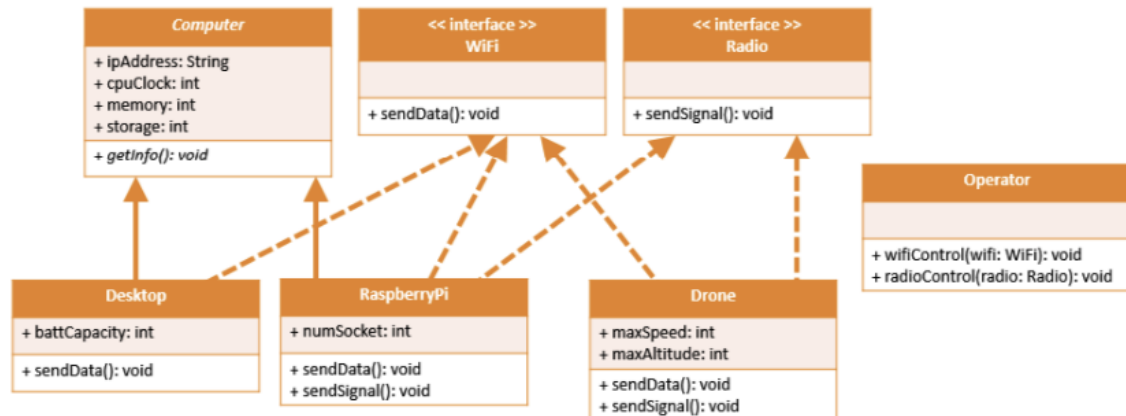 Computer
+ ipAddress: String
+ cpuClock: int
+ memory: int
+ storage: int
+ getInfo(): void
<< interface >>
WiFi
+ sendData(): void
<< interface >>
Radio
+ sendSignal(): void
Operator
+ wifiControl(wifi: WiFi): void
+ radioControl(radio: Radio): void
Desktop
+ battCapacity: int
+ sendData(): void
RaspberryPi
+ numSocket: int
+ sendData(): void
+ sendSignal(): void
Drone
+ maxSpeed: int
+ maxAltitude: int
+ sendData(): void
+ sendSignal(): void